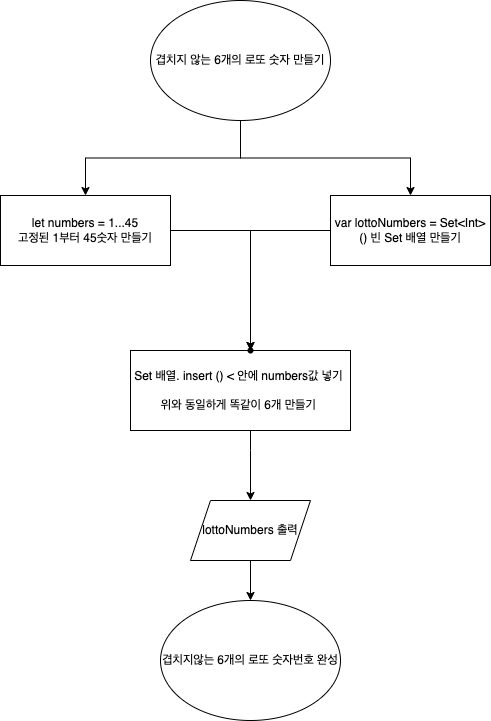 겹치지 않는 6개의 로또 숫자 만들기
let numbers = 1...45
고정된 1부터 45숫자 만들기
var lottoNumbers = Set<Int>
() 빈 Set 배열 만들기
Set 배열. insert () < 안에 numbers값 넣기
위와 동일하게 똑같이 6개 만들기
lottoNumbers 출력
겹치지않는 6개의 로또 숫자번호 완성